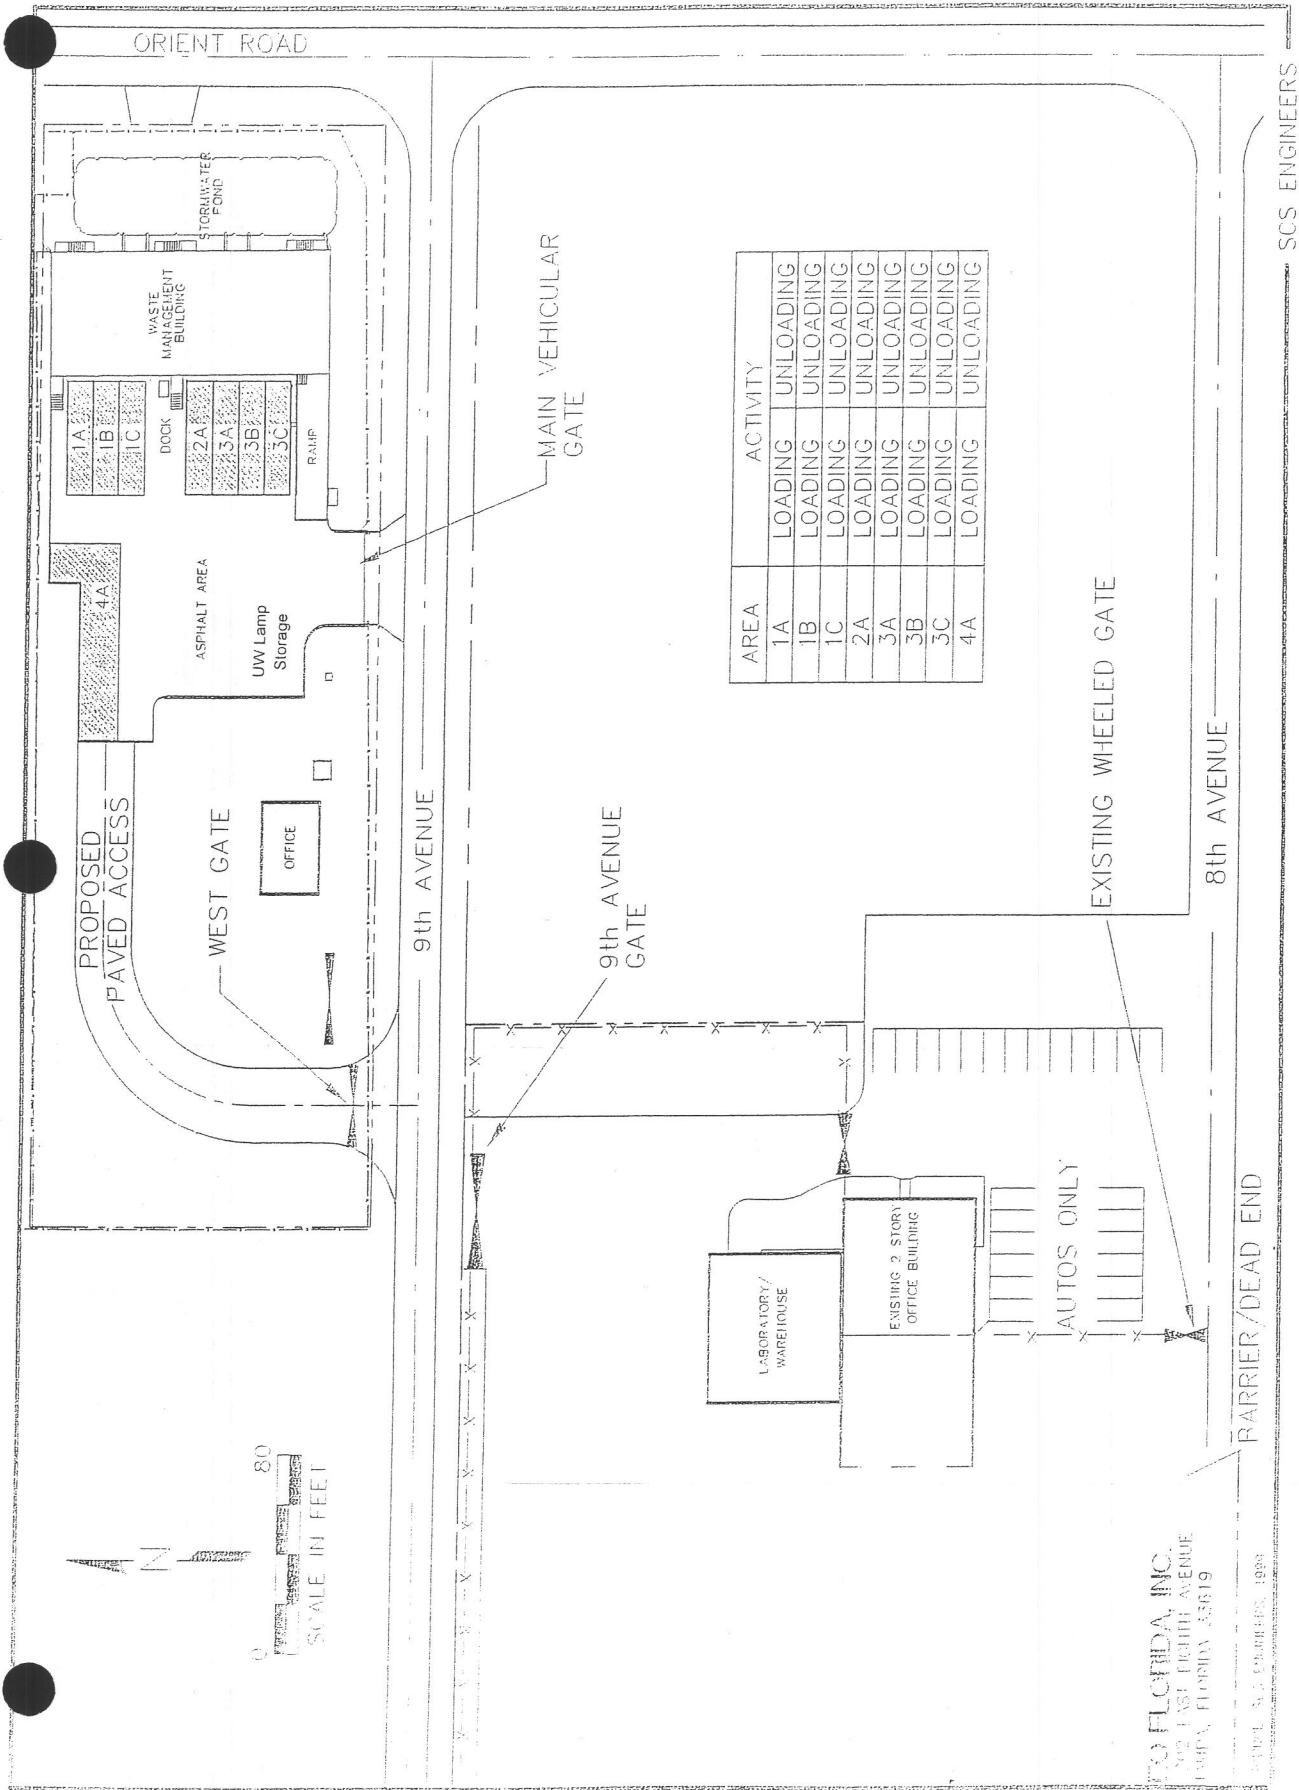 ORIENT ROAD
STORMWATER
POND
WASTE
MANAGEMENT
BUILDING
1A
1B
1C
DOCK
2A
3A
3B
3C
RAMP
4A
ASPHALT AREA
UW Lamp
Storage
MAIN VEHICULAR
GATE
PROPOSED
PAVED ACCESS
WEST GATE
OFFICE
9th AVENUE
9th AVENUE
GATE
AREA ACTIVITY
1A LOADING UNLOADING
1B LOADING UNLOADING
1C LOADING UNLOADING
2A LOADING UNLOADING
3A LOADING UNLOADING
3B LOADING UNLOADING
3C LOADING UNLOADING
4A LOADING UNLOADING
EXISTING WHEELED GATE
8th AVENUE
LABORATORY/
WAREHOUSE
EXISTING 2 STORY
OFFICE BUILDING
AUTOS ONLY
BARRIER/DEAD END
N
0 80
SCALE IN FEET
FLORIDA, INC.
EAST EIGHTH AVENUE
FLORIDA 33619
1999
SCS ENGINEERS